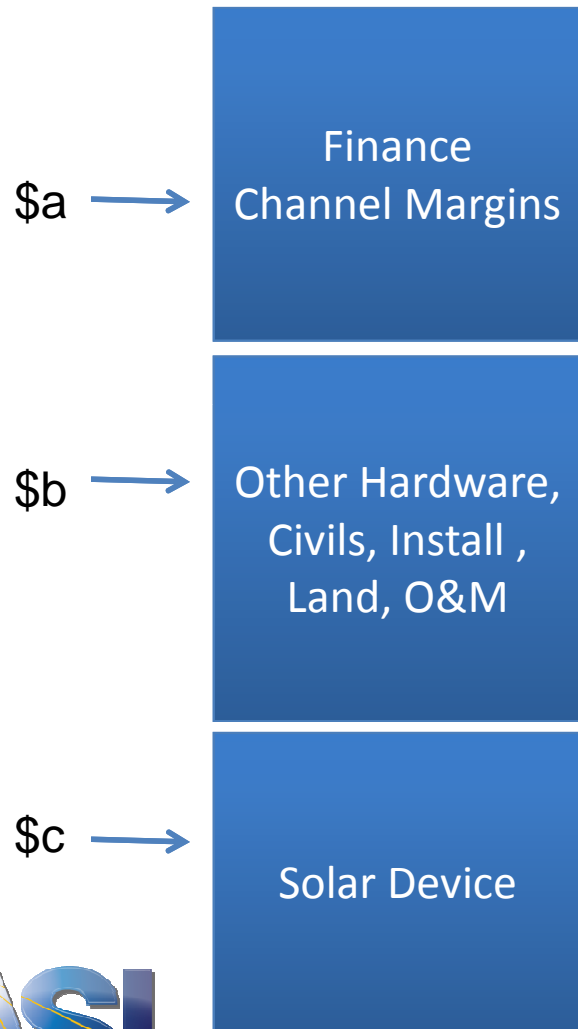 Finance
$a
Channel Margins
$b
Other Hardware,
Civils, Install ,
Land, O&M
$c
Solar Device